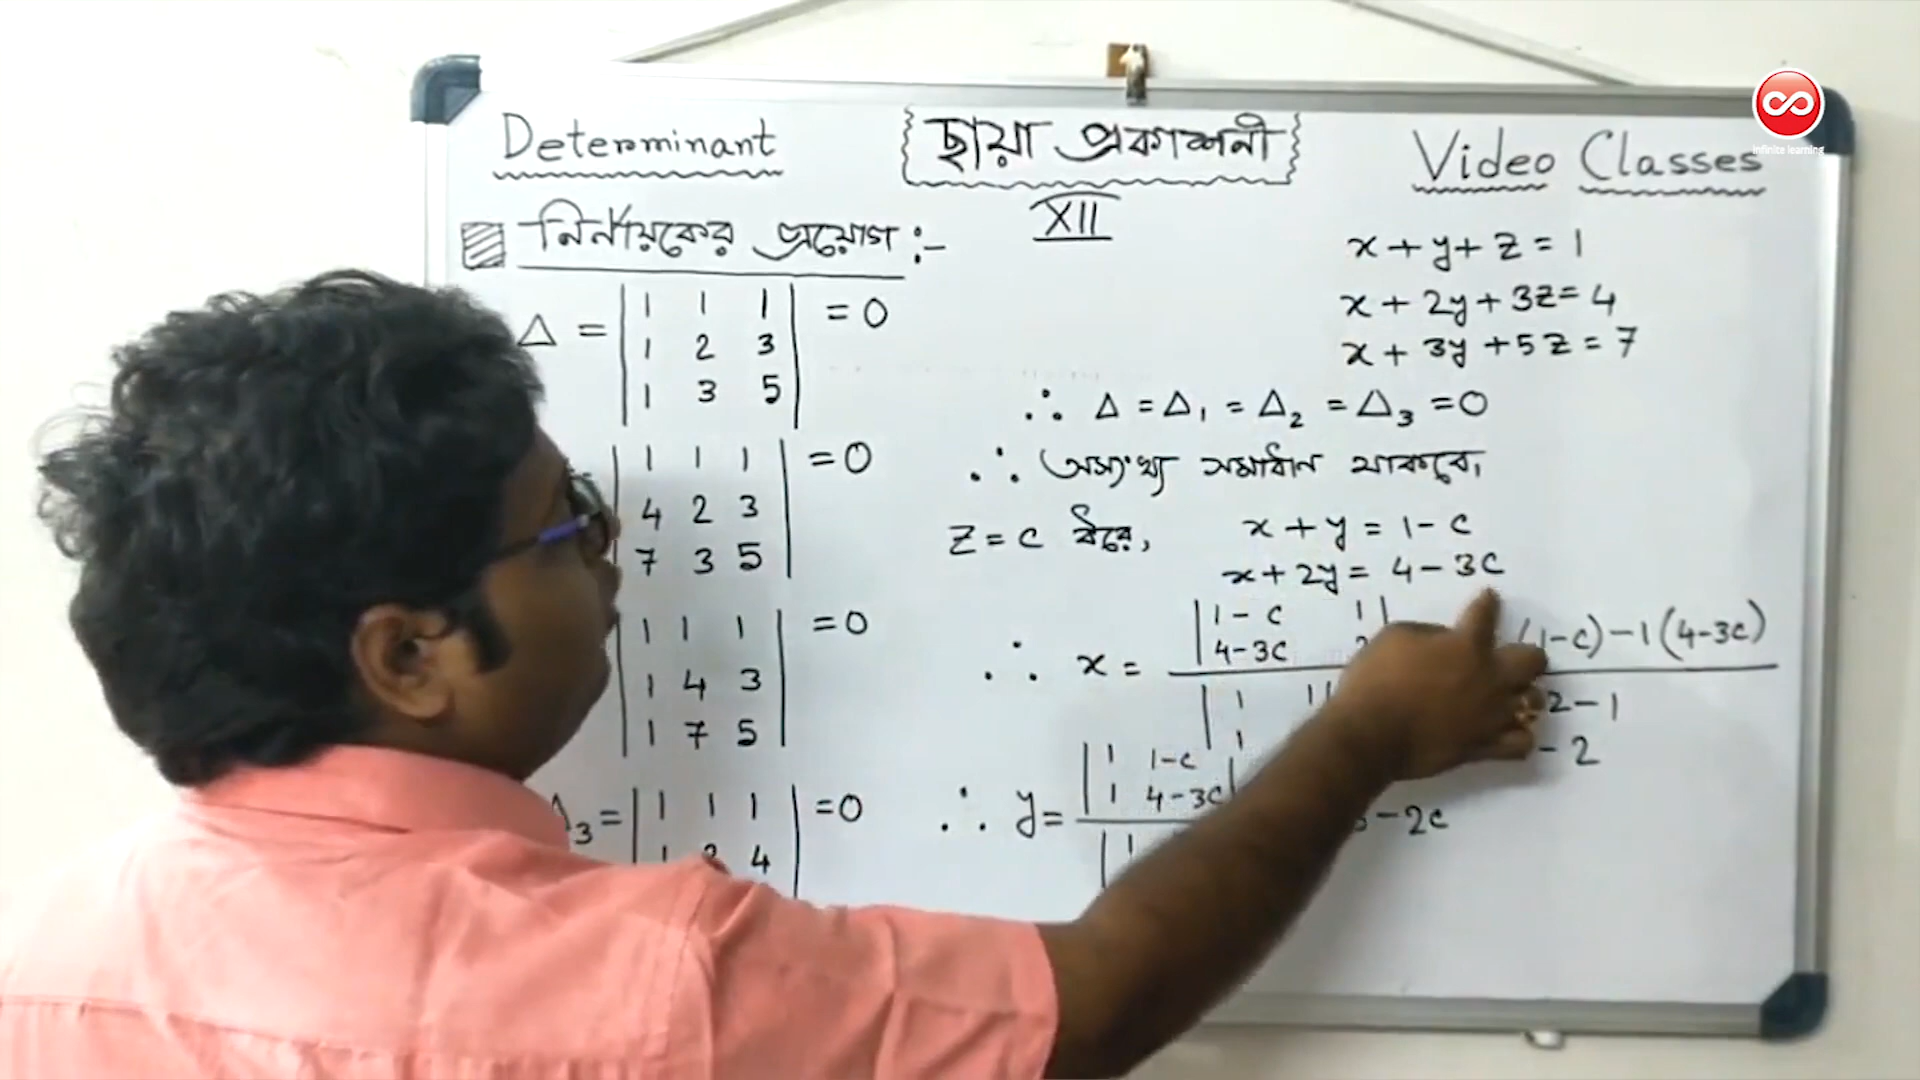 Determinant
ছায়া প্রকাশনী
Video Classes
infinite learning
XII
নির্ণায়কের প্রয়োগ :-
Δ = | 1 1 1 | = 0
1 2 3
1 3 5
| 1 1 1 | = 0
4 2 3
7 3 5
1 1 1 | = 0
1 4 3
1 7 5
3 = | 1 1 1 | = 0
4
x + y + z = 1
x + 2y + 3z = 4
x + 3y + 5z = 7
∴ Δ = Δ₁ = Δ₂ = Δ₃ = 0
∴ অসংখ্য সমাধান থাকবে,
z = c ধরে, x + y = 1 - c
x + 2y = 4 - 3c
| 1 - c 1 |
4 - 3c
(1-c) - 1 (4-3c)
∴ x =
| 1 1 |
1
2 - 1
- 2
| 1 1-c |
| 1 4-3c |
∴ y =
| 1
- 2c